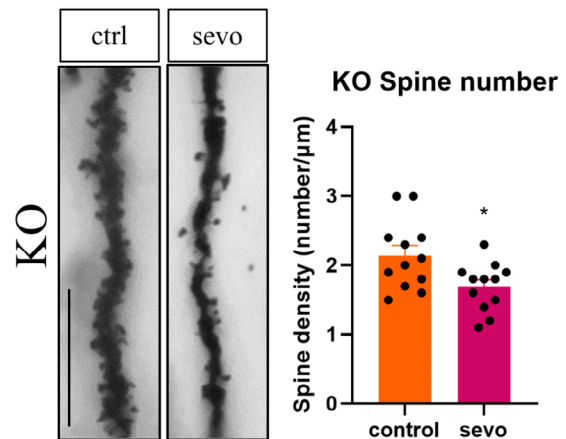 ctrl
sevo
KO
KO Spine number
Spine density (number/μm)
4
3
2
1
0
*
control
sevo